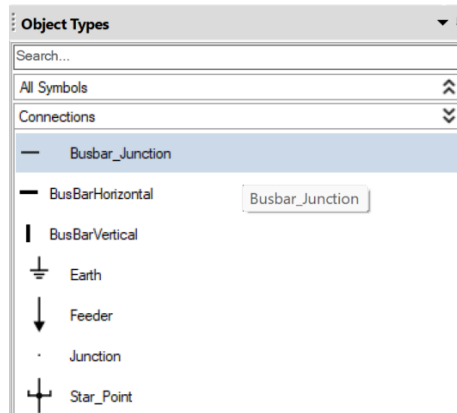 Object Types
Search...
All Symbols
Connections
Busbar_Junction
BusBarHorizontal
Busbar_Junction
BusBarVertical
Earth
Feeder
Junction
Star_Point